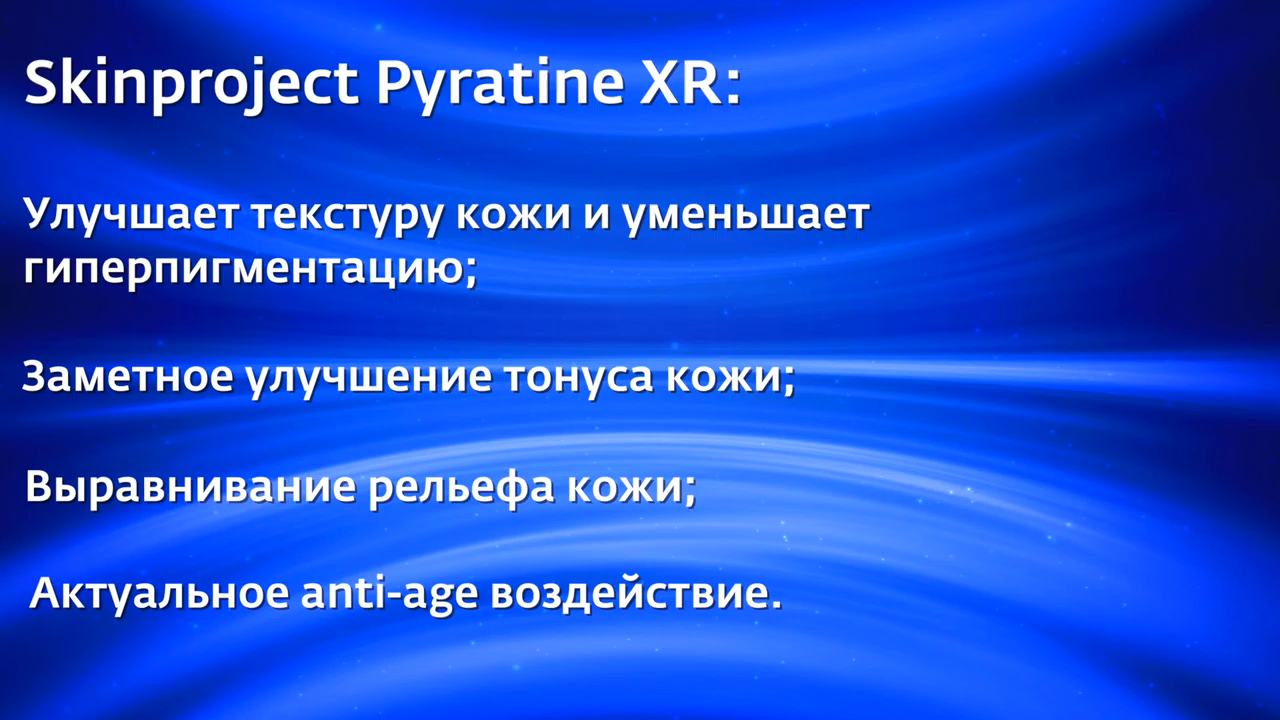 Skinproject Pyratine XR:
Улучшает текстуру кожи и уменьшает
гиперпигментацию;
Заметное улучшение тонуса кожи;
Выравнивание рельефа кожи;
Актуальное anti-age воздействие.